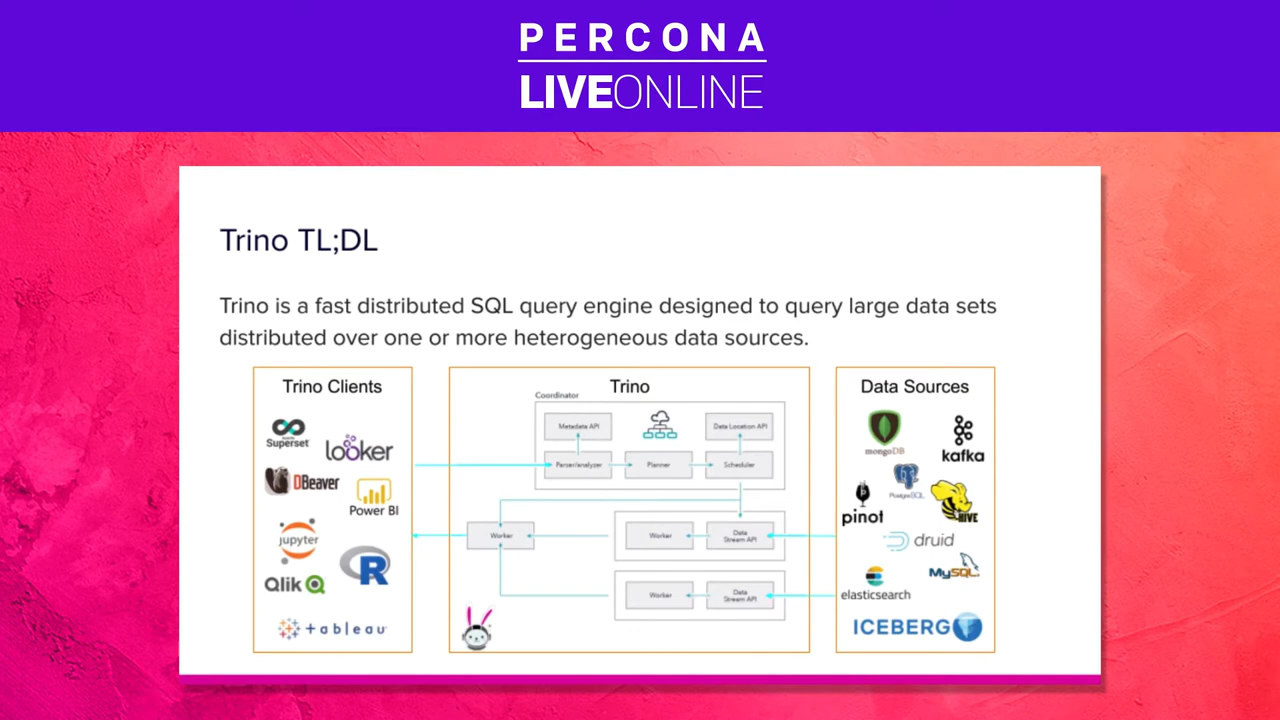 PERCONA
LIVEONLINE
Trino TL;DL
Trino is a fast distributed SQL query engine designed to query large data sets
distributed over one or more heterogeneous data sources.
Trino Clients
Superset
looker
DBeaver
Power BI
jupyter
R
Qlik
+ableau
Trino
Coordinator
Metadata API
Data Location API
Parser/analyzer
Planner
Scheduler
Worker
Worker
Data
Stream API
Worker
Data
Stream API
Data Sources
mongoDB
kafka
PostgreSQL
pinot
HIVE
druid
MySQL
elasticsearch
ICEBERG